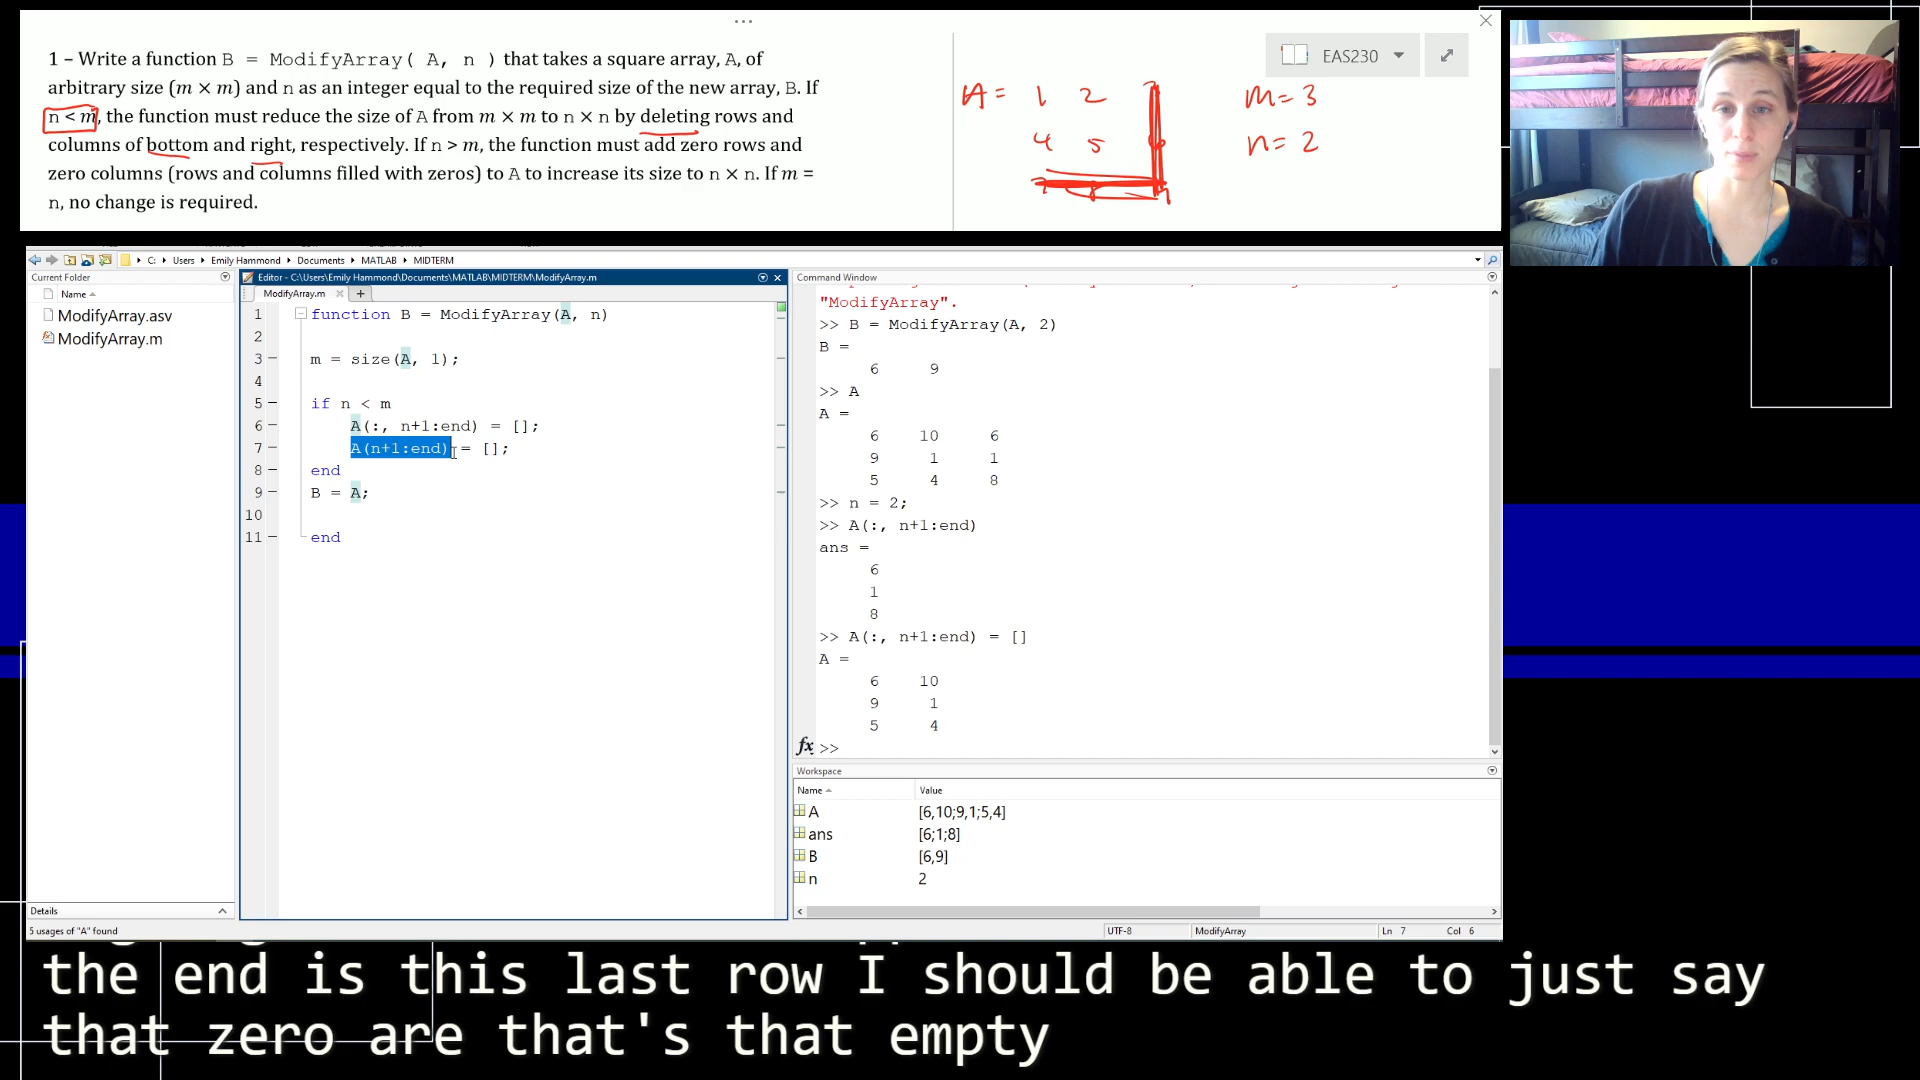 1 – Write a function B = ModifyArray( A, n ) that takes a square array, A, of
arbitrary size (m × m) and n as an integer equal to the required size of the new array, B. If
n < m, the function must reduce the size of A from m × m to n × n by deleting rows and
columns of bottom and right, respectively. If n > m, the function must add zero rows and
zero columns (rows and columns filled with zeros) to A to increase its size to n × n. If m =
n, no change is required.
A = 1 2
4 5
m = 3
n = 2
EAS230
C: Users Emily Hammond Documents MATLAB MIDTERM
Current Folder
Name
ModifyArray.asv
ModifyArray.m
Details
5 usages of "A" found
Editor - C:\Users\Emily Hammond\Documents\MATLAB\MIDTERM\ModifyArray.m
ModifyArray.m
1 function B = ModifyArray(A, n)
2
3 m = size(A, 1);
4
5 if n < m
6 A(:, n+1:end) = [];
7 A(n+1:end) = [];
8 end
9 B = A;
10
11 end
Command Window
"ModifyArray".
>> B = ModifyArray(A, 2)
B =
6 9
>> A
A =
6 10 6
9 1 1
5 4 8
>> n = 2;
>> A(:, n+1:end)
ans =
6
1
8
>> A(:, n+1:end) = []
A =
6 10
9 1
5 4
fx >>
Workspace
Name Value
A [6,10;9,1;5,4]
ans [6;1;8]
B [6,9]
n 2
UTF-8 ModifyArray Ln 7 Col 6
the end is this last row I should be able to just say
that zero are that's that empty